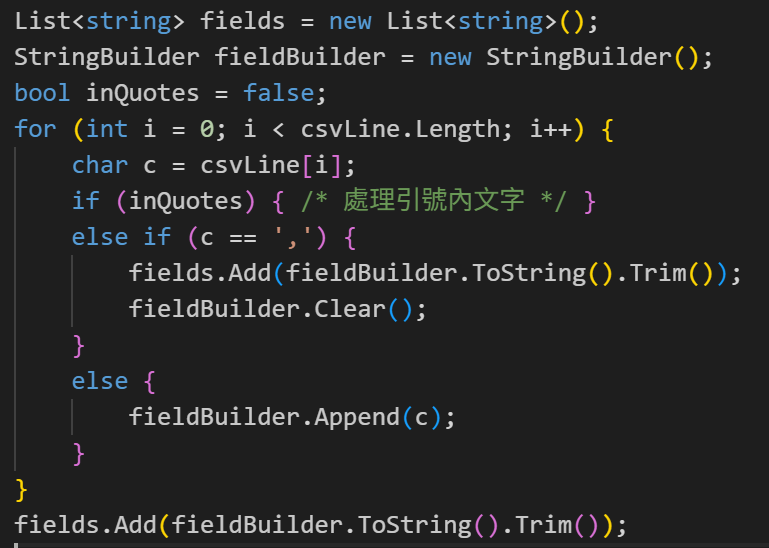 List<string> fields = new List<string>();
StringBuilder fieldBuilder = new StringBuilder();
bool inQuotes = false;
for (int i = 0; i < csvLine.Length; i++) {
    char c = csvLine[i];
    if (inQuotes) { /* 處理引號內文字 */ }
    else if (c == ',') {
        fields.Add(fieldBuilder.ToString().Trim());
        fieldBuilder.Clear();
    }
    else {
        fieldBuilder.Append(c);
    }
}
fields.Add(fieldBuilder.ToString().Trim());